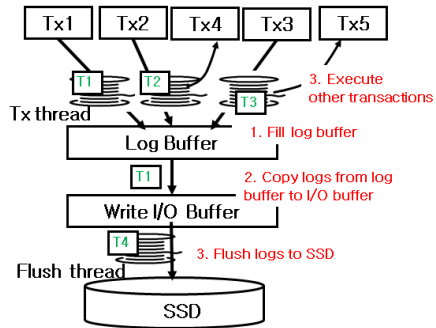 Tx1 Tx2 Tx4 Tx3 Tx5
T1 T2 T3
3. Execute
other transactions
Tx thread
1. Fill log buffer
Log Buffer
T1
2. Copy logs from log
buffer to I/O buffer
Write I/O Buffer
T4
3. Flush logs to SSD
Flush thread
SSD